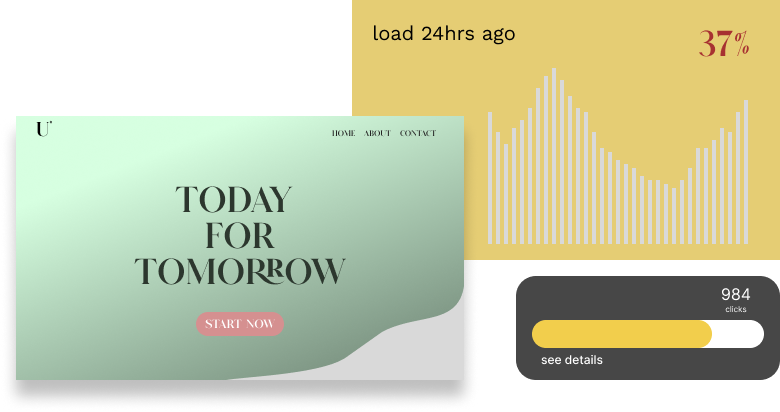 load 24hrs ago
37%
U
HOME ABOUT CONTACT
TODAY
FOR
TOMORROW
START NOW
984
clicks
see details